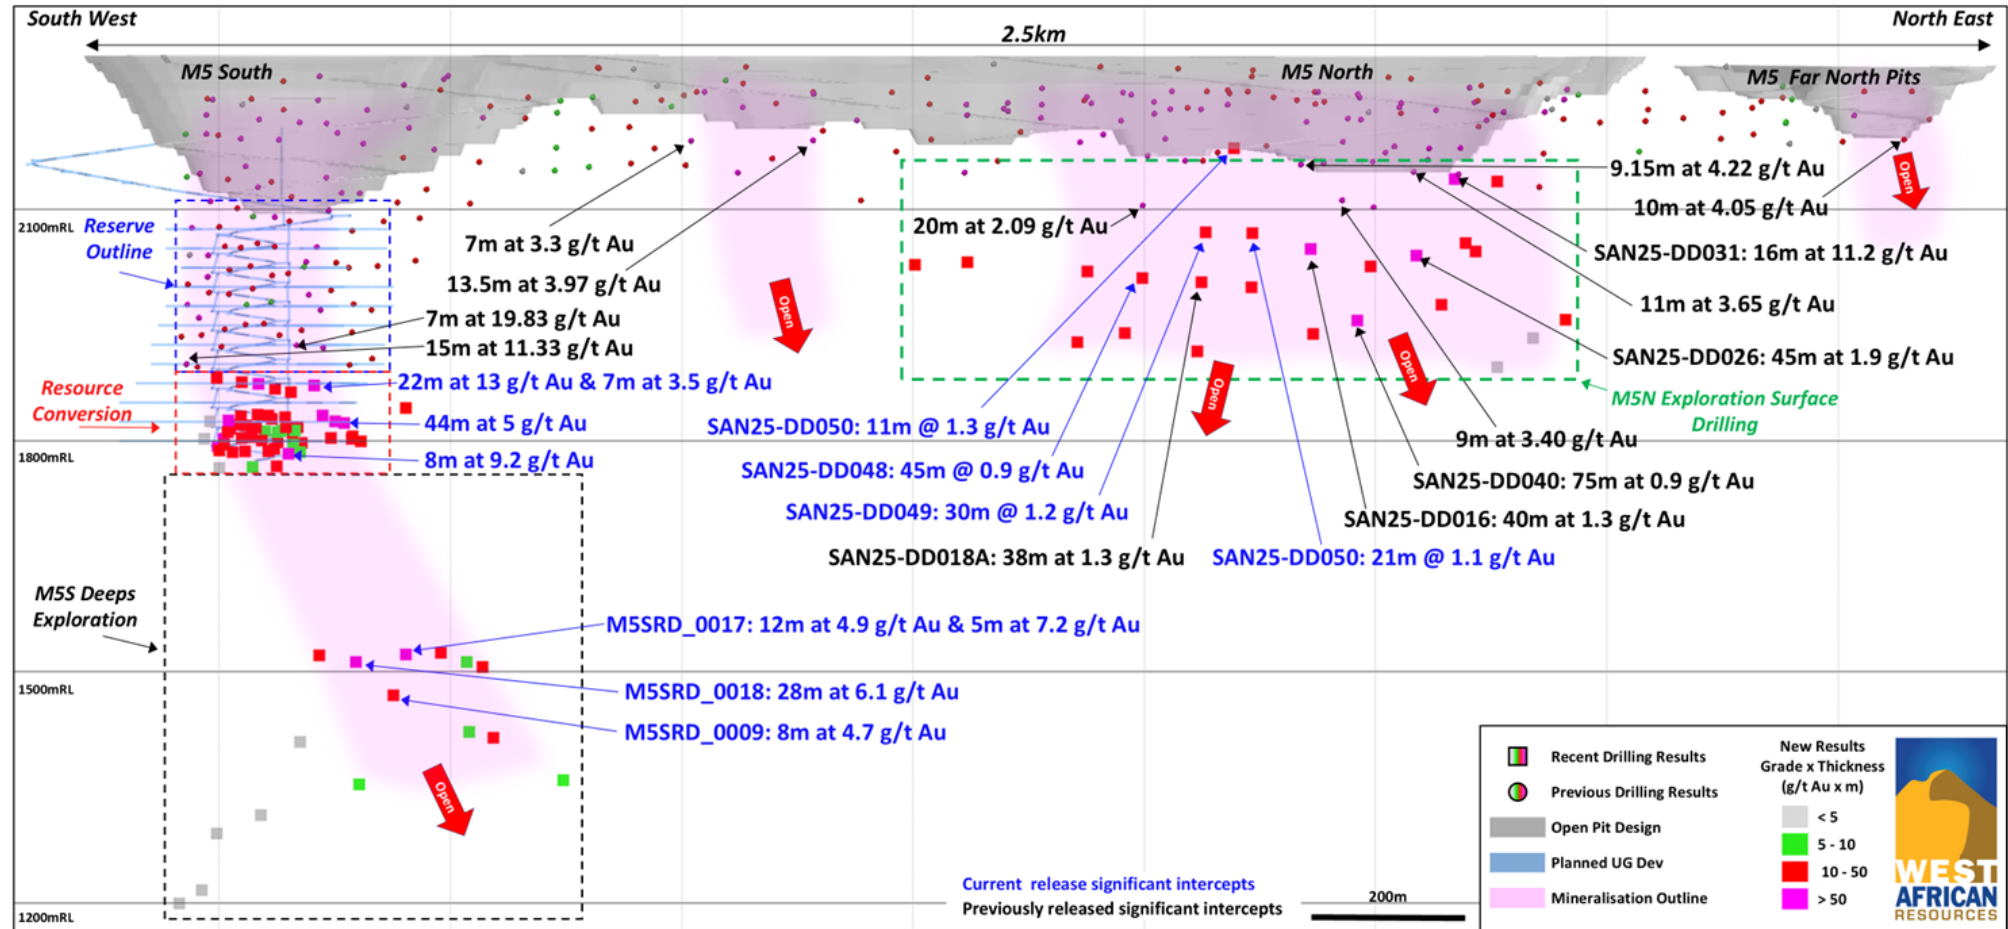 South West
North East
2.5km
M5 South
M5 North
M5 Far North Pits
2100mRL
1800mRL
1500mRL
1200mRL
Reserve
Outline
Resource
Conversion
M5S Deeps
Exploration
7m at 3.3 g/t Au
13.5m at 3.97 g/t Au
7m at 19.83 g/t Au
15m at 11.33 g/t Au
22m at 13 g/t Au & 7m at 3.5 g/t Au
44m at 5 g/t Au
8m at 9.2 g/t Au
Open
20m at 2.09 g/t Au
9.15m at 4.22 g/t Au
10m at 4.05 g/t Au
Open
SAN25-DD031: 16m at 11.2 g/t Au
11m at 3.65 g/t Au
SAN25-DD026: 45m at 1.9 g/t Au
M5N Exploration Surface
Drilling
Open
Open
SAN25-DD050: 11m @ 1.3 g/t Au
9m at 3.40 g/t Au
SAN25-DD048: 45m @ 0.9 g/t Au
SAN25-DD040: 75m at 0.9 g/t Au
SAN25-DD049: 30m @ 1.2 g/t Au
SAN25-DD016: 40m at 1.3 g/t Au
SAN25-DD018A: 38m at 1.3 g/t Au
SAN25-DD050: 21m @ 1.1 g/t Au
M5SRD_0017: 12m at 4.9 g/t Au & 5m at 7.2 g/t Au
M5SRD_0018: 28m at 6.1 g/t Au
M5SRD_0009: 8m at 4.7 g/t Au
Open
Current release significant intercepts
Previously released significant intercepts
200m
Recent Drilling Results
Previous Drilling Results
Open Pit Design
Planned UG Dev
Mineralisation Outline
New Results
Grade x Thickness
(g/t Au x m)
< 5
5 - 10
10 - 50
> 50
WEST
AFRICAN
RESOURCES